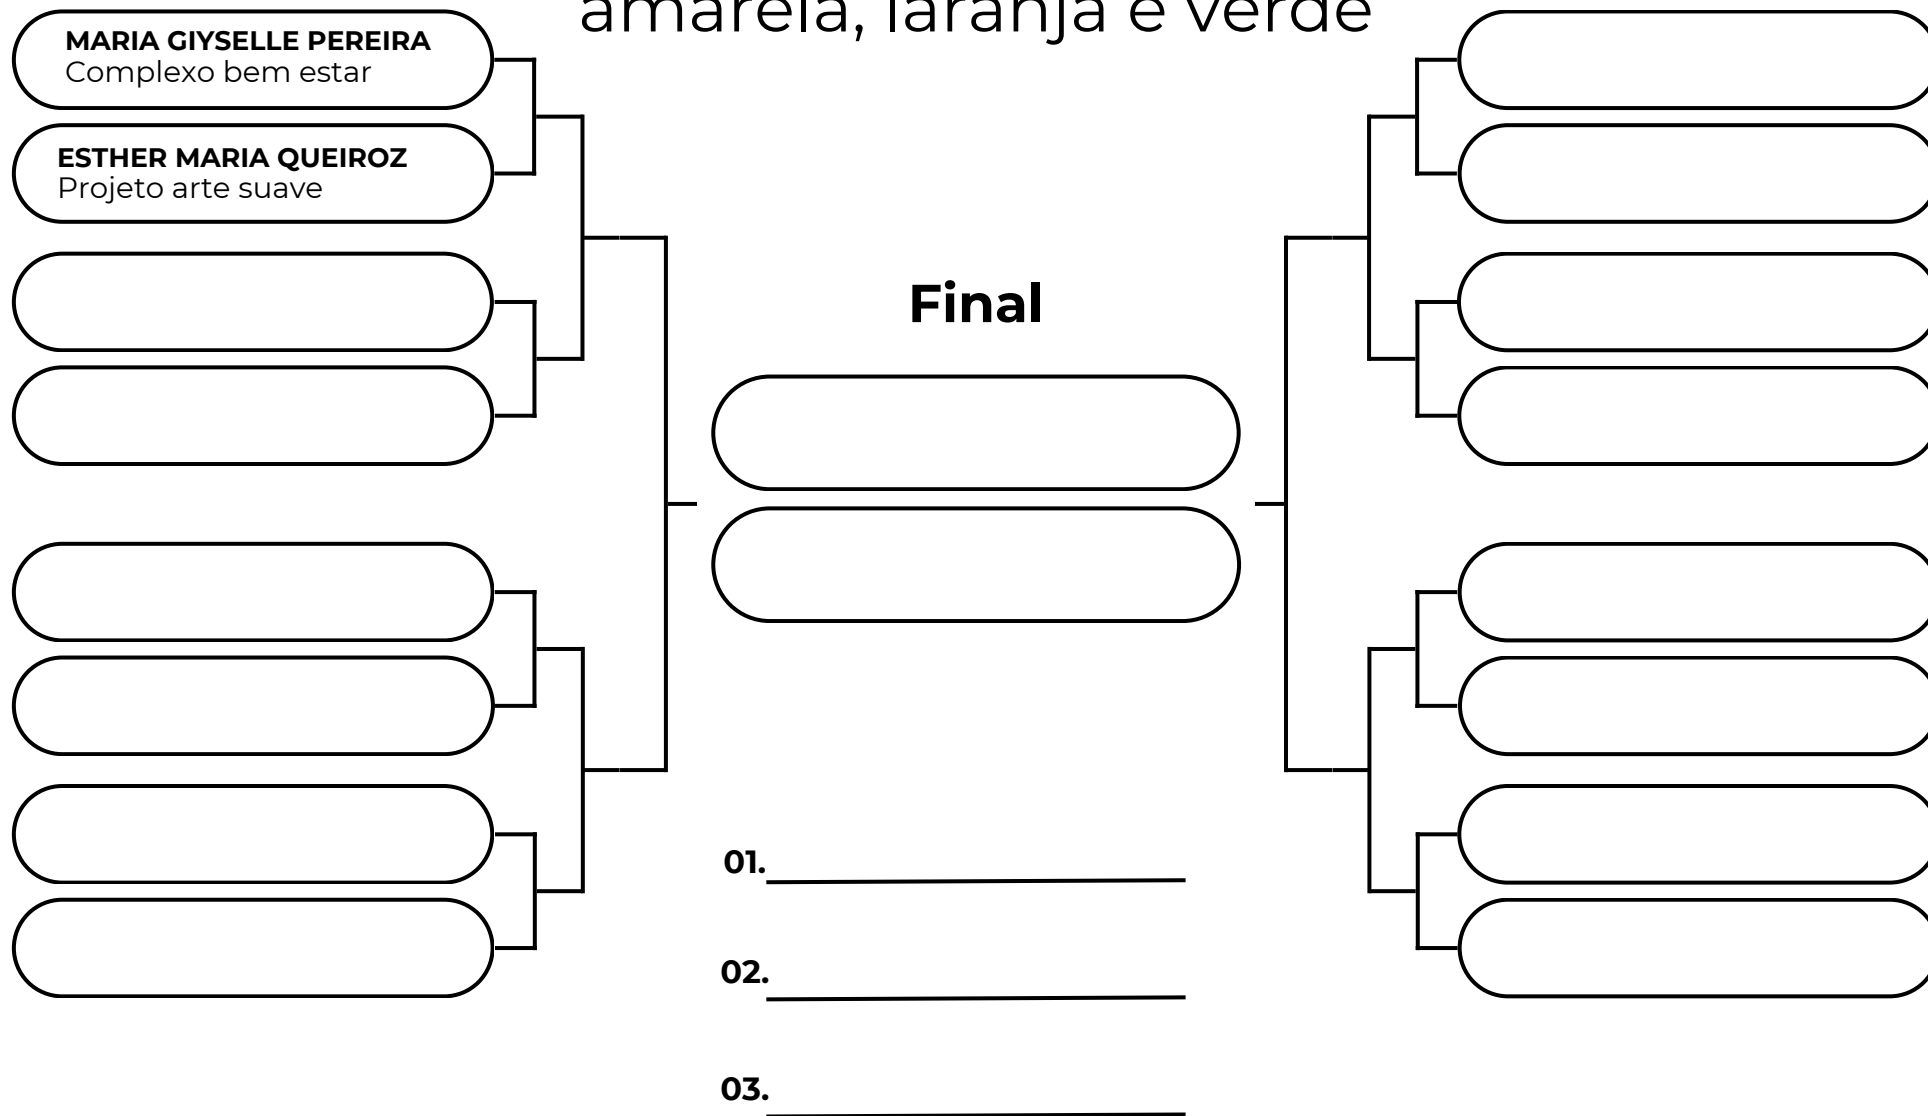 amarela, laranja e verde
MARIA GIYSELLE PEREIRA
Complexo bem estar
ESTHER MARIA QUEIROZ
Projeto arte suave
Final
01.
02.
03.